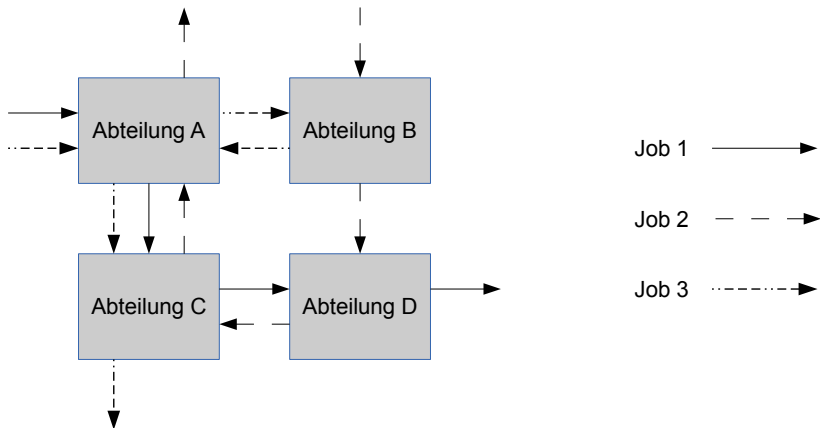 Abteilung A
Abteilung B
Job 1
Job 2
Abteilung C
Abteilung D
Job 3